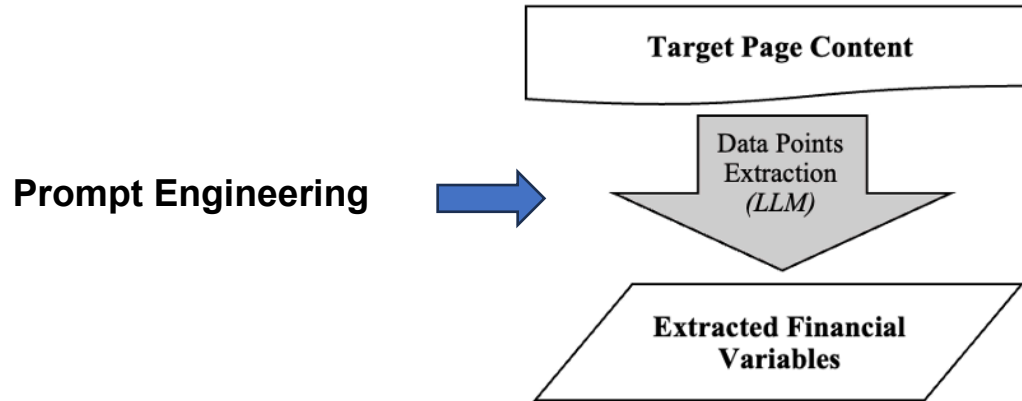 Target Page Content
Prompt Engineering
Data Points
Extraction
(LLM)
Extracted Financial
Variables